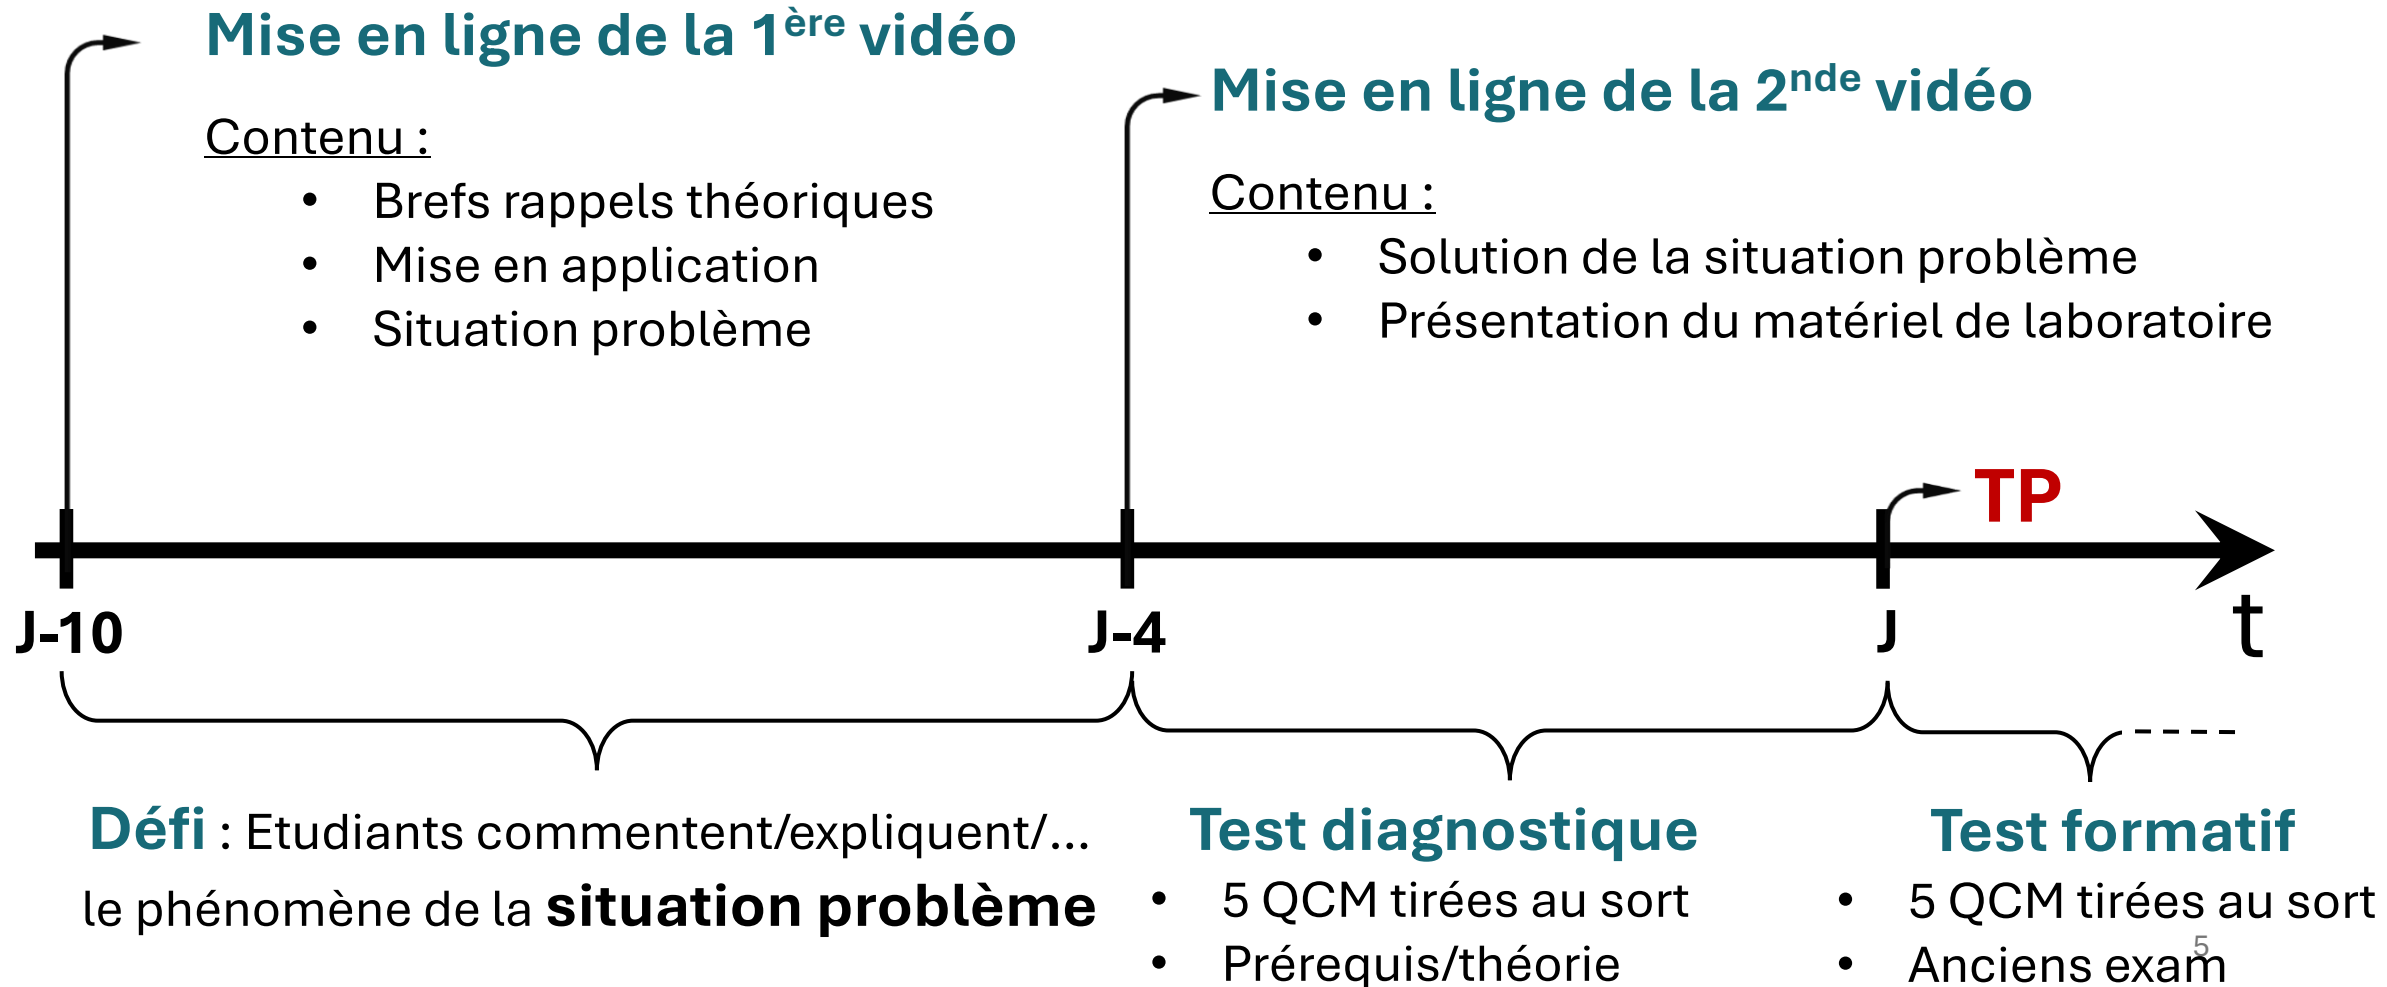 Mise en ligne de la 1ère vidéo
Contenu :
• Brefs rappels théoriques
• Mise en application
• Situation problème
Mise en ligne de la 2nde vidéo
Contenu :
• Solution de la situation problème
• Présentation du matériel de laboratoire
TP
J-10
J-4
J
t
Défi : Etudiants commentent/expliquent/...
le phénomène de la situation problème
Test diagnostique
• 5 QCM tirées au sort
• Prérequis/théorie
Test formatif
• 5 QCM tirées au sort
• Anciens exam
5